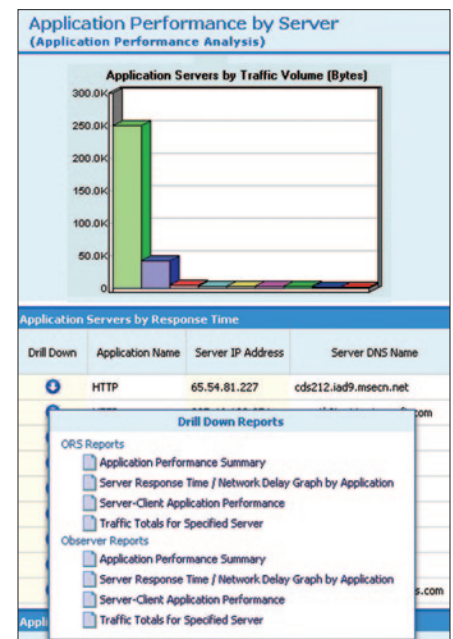 Application Performance by Server
(Application Performance Analysis)
Application Servers by Traffic Volume (Bytes)
300.0K
250.0K
200.0K
150.0K
100.0K
50.0K
0
Application Servers by Response Time
Drill Down Application Name Server IP Address Server DNS Name
HTTP 65.54.81.227 cds212.iad9.msecn.net
.com
Drill Down Reports
ORS Reports
Application Performance Summary
Server Response Time / Network Delay Graph by Application
Server-Client Application Performance
Traffic Totals for Specified Server
Observer Reports
Application Performance Summary
Server Response Time / Network Delay Graph by Application
Server-Client Application Performance
s.com
Traffic Totals for Specified Server
Appli